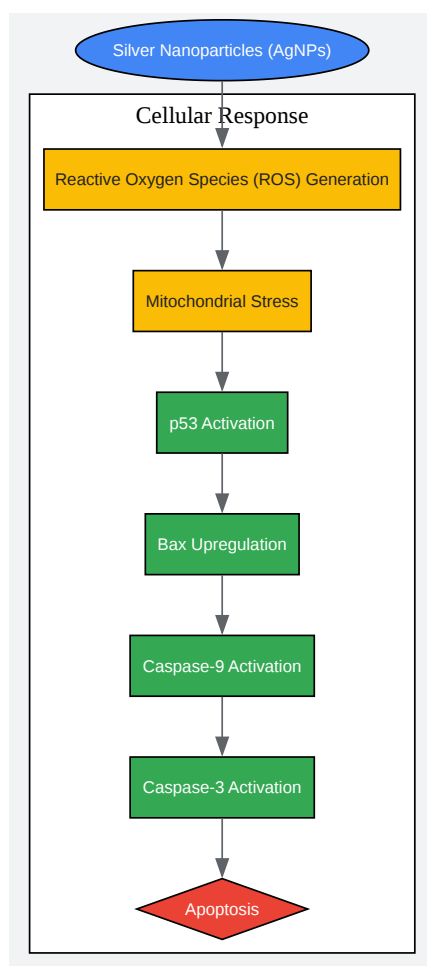 Silver Nanoparticles (AgNPs)
Cellular Response
Reactive Oxygen Species (ROS) Generation
Mitochondrial Stress
p53 Activation
Bax Upregulation
Caspase-9 Activation
Caspase-3 Activation
Apoptosis